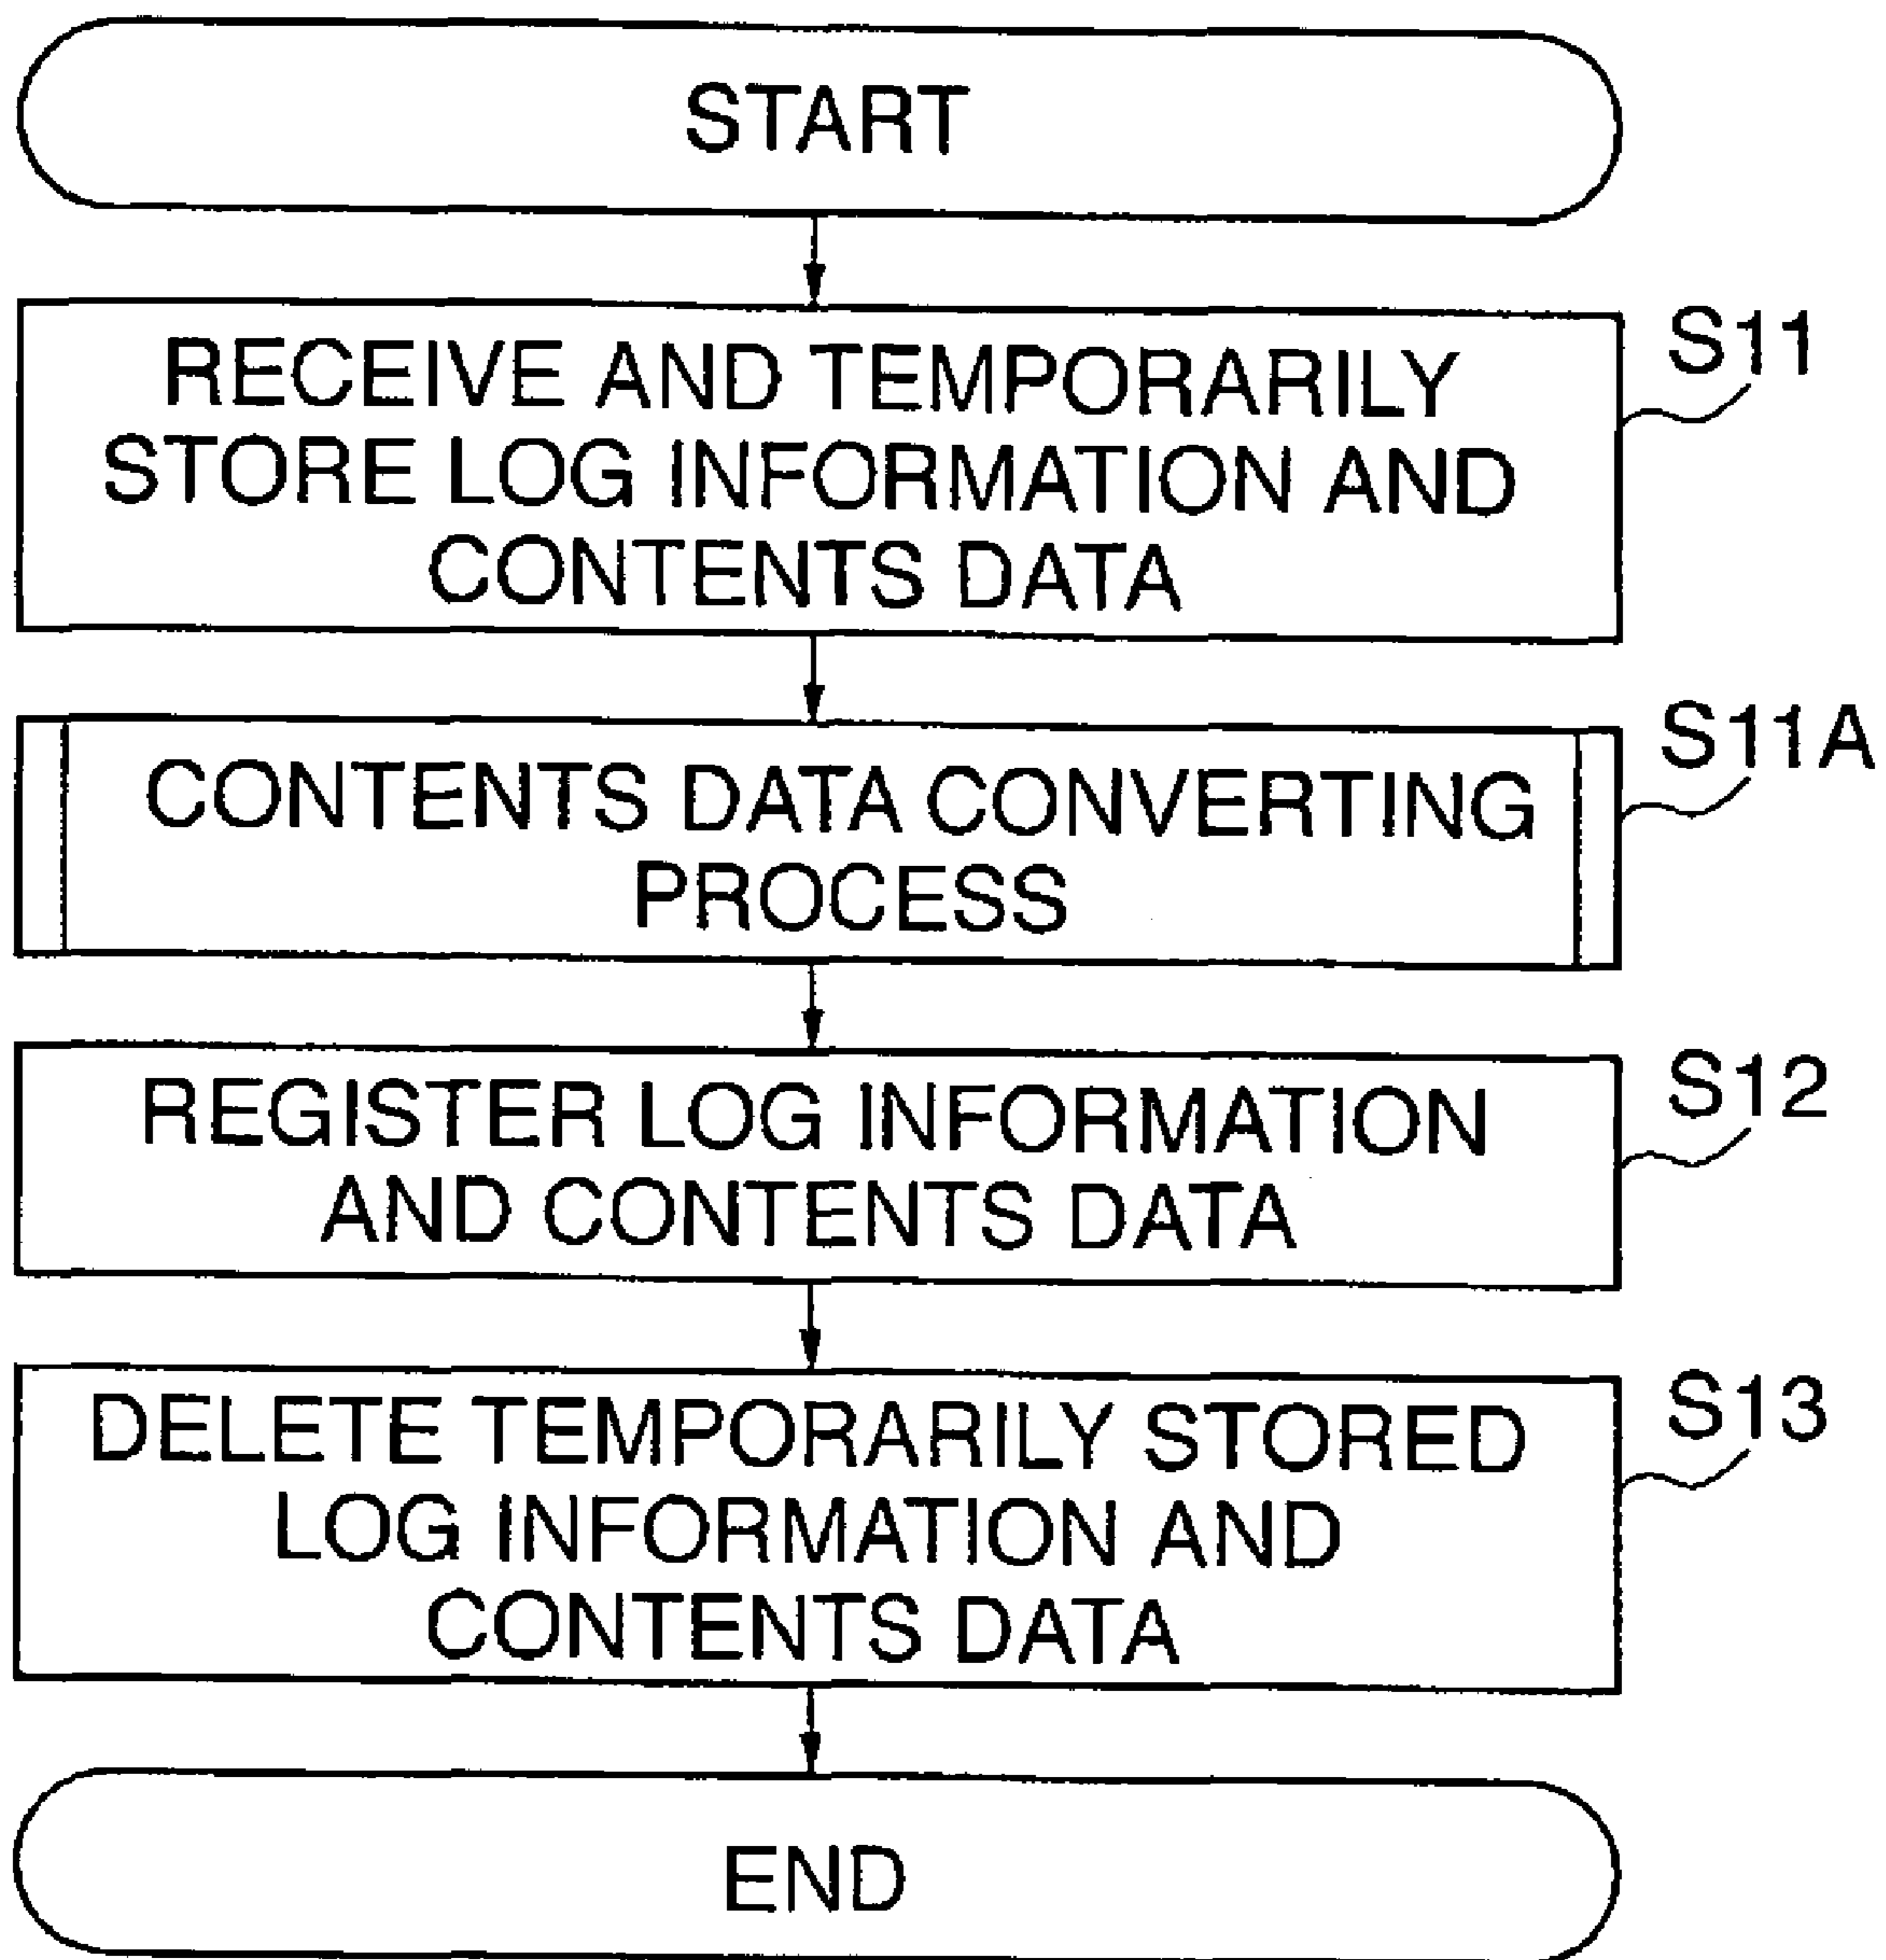 START
RECEIVE AND TEMPORARILY
STORE LOG INFORMATION AND
CONTENTS DATA
S11
CONTENTS DATA CONVERTING
PROCESS
S11A
REGISTER LOG INFORMATION
AND CONTENTS DATA
S12
DELETE TEMPORARILY STORED
LOG INFORMATION AND
CONTENTS DATA
S13
END